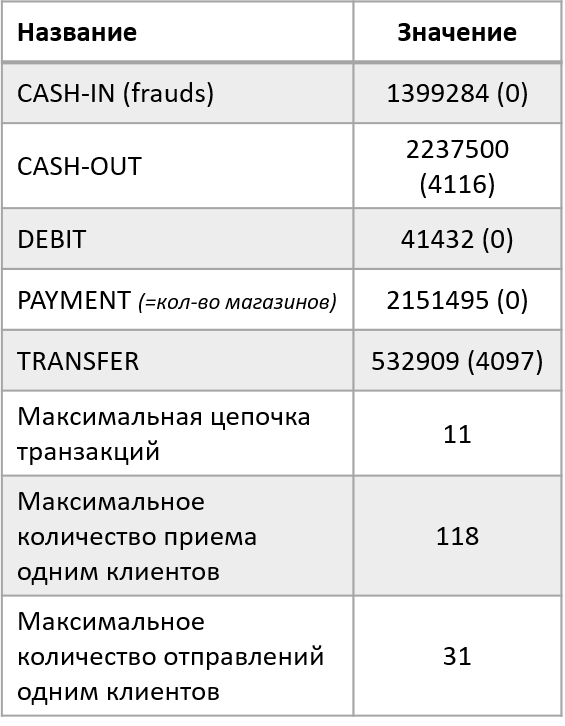 Название Значение
CASH-IN (frauds) 1399284 (0)
CASH-OUT 2237500
(4116)
DEBIT 41432 (0)
PAYMENT (=кол-во магазинов) 2151495 (0)
TRANSFER 532909 (4097)
Максимальная цепочка
транзакций
11
Максимальное
количество приема
одним клиентов
118
Максимальное
количество отправлений
одним клиентов
31